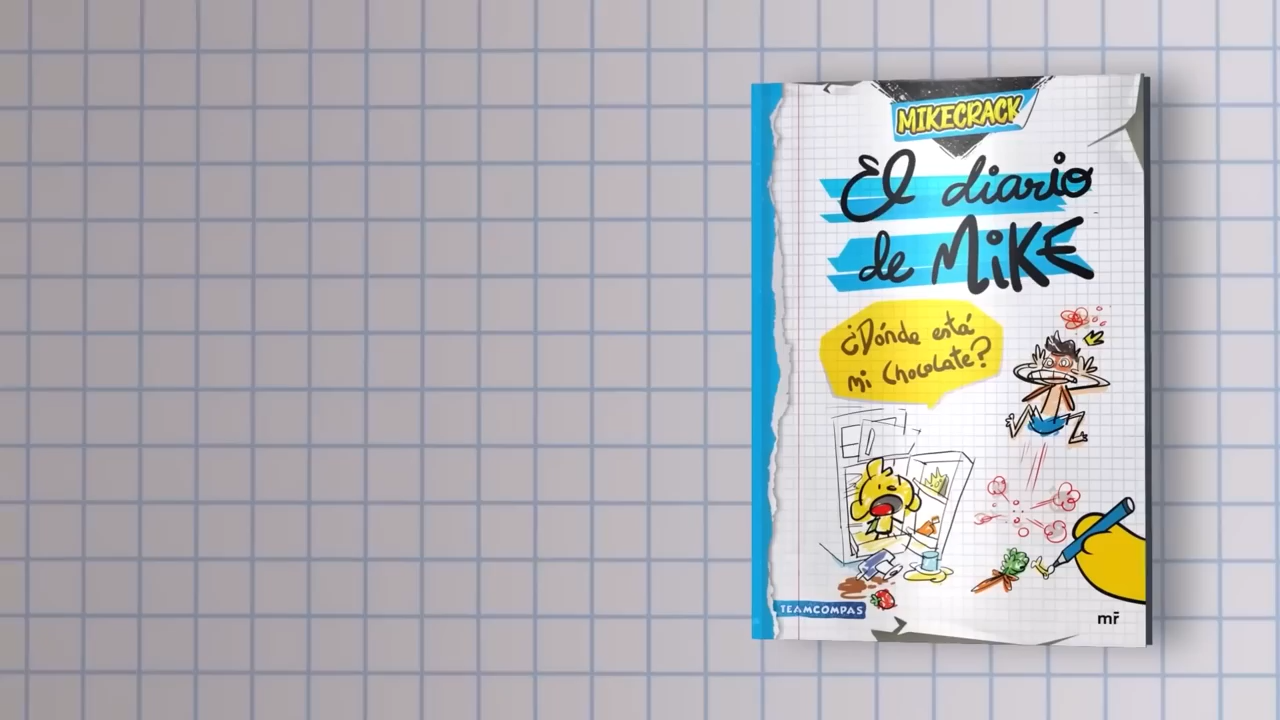 MIKECRACK
El diario
de MiKE
¿Dónde está
mi Chocolate?
TEAMCOMPAS
mr